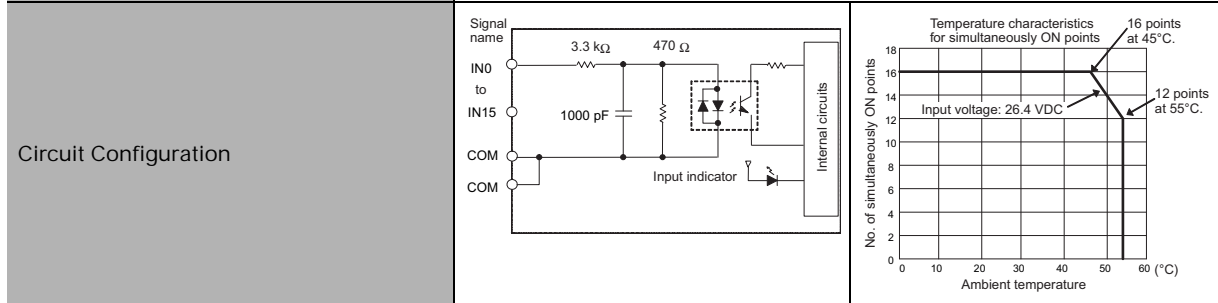 Circuit Configuration
Signal
name
3.3 kΩ
470 Ω
IN0
to
IN15
1000 pF
COM
COM
Input indicator
Internal circuits
Temperature characteristics
for simultaneously ON points
16 points
at 45°C.
Input voltage: 26.4 VDC
12 points
at 55°C.
No. of simultaneously ON points
18
16
14
12
10
8
6
4
2
0
0 10 20 30 40 50 60 (°C)
Ambient temperature